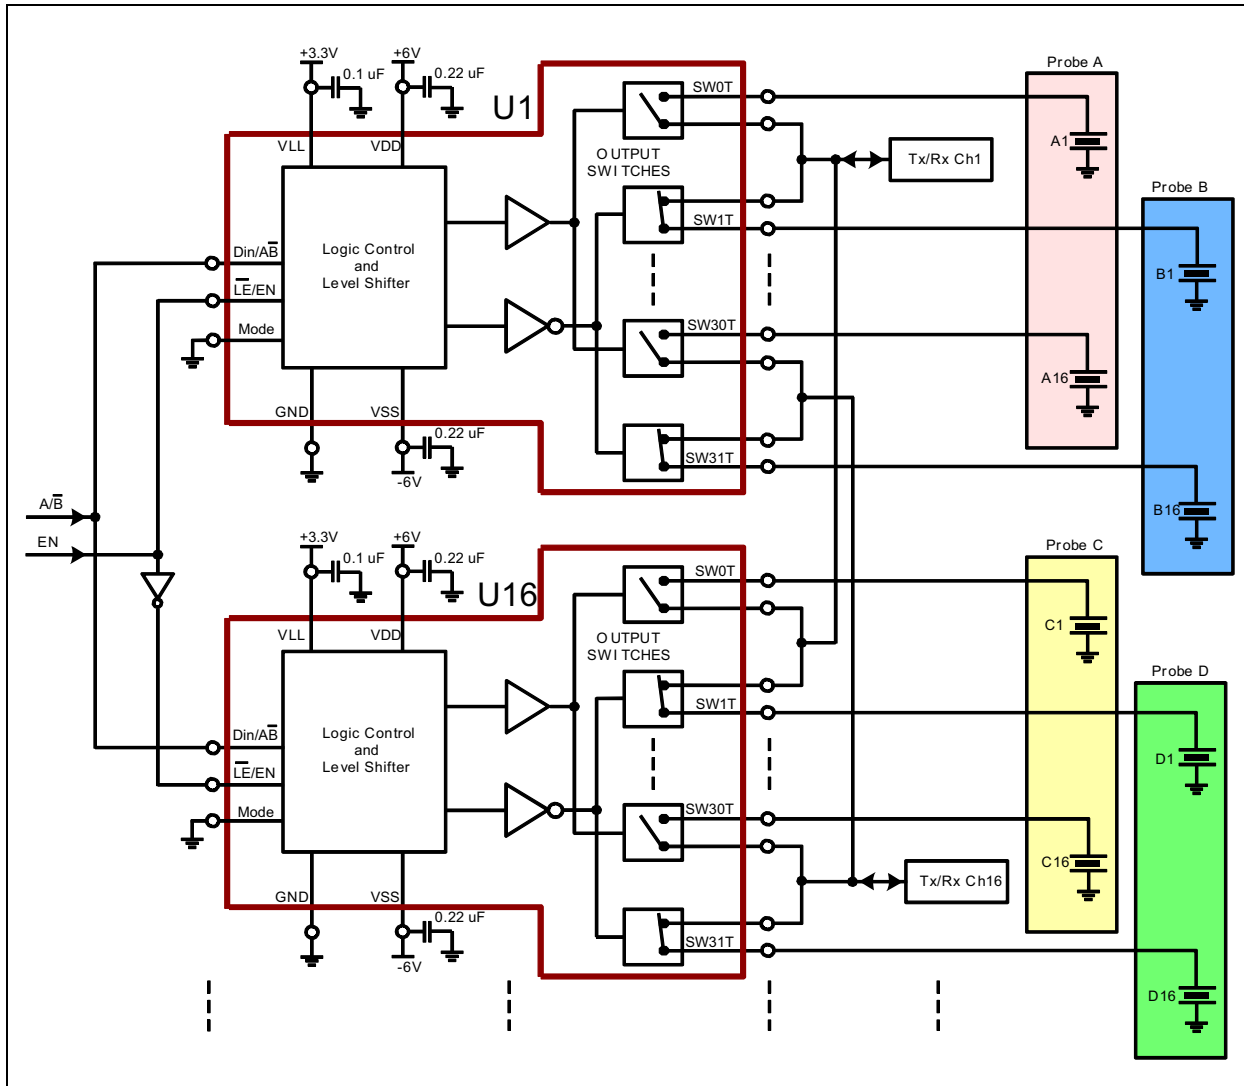 +3.3V
+6V
0.1 uF
0.22 uF
U1
VLL
VDD
Logic Control
and
Level Shifter
Din/AB̅
L̅E̅/EN
Mode
GND
VSS
0.22 uF
-6V
OUTPUT
SWITCHES
SW0T
SW1T
SW30T
SW31T
Tx/Rx Ch1
Probe A
A1
A16
Probe B
B1
B16
A/B̅
EN
+3.3V
+6V
0.1 uF
0.22 uF
U16
VLL
VDD
Logic Control
and
Level Shifter
Din/AB̅
L̅E̅/EN
Mode
GND
VSS
0.22 uF
-6V
OUTPUT
SWITCHES
SW0T
SW1T
SW30T
SW31T
Tx/Rx Ch16
Probe C
C1
C16
Probe D
D1
D16